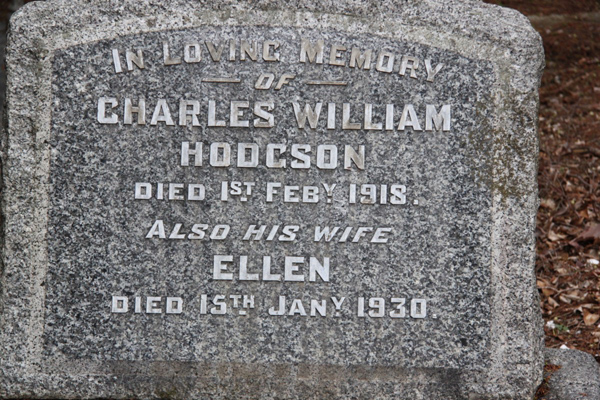 IN LOVING MEMORY
OF
CHARLES WILLIAM
HODGSON
DIED 1ST FEBY 1918.
ALSO HIS WIFE
ELLEN
DIED 15TH JANY 1930.